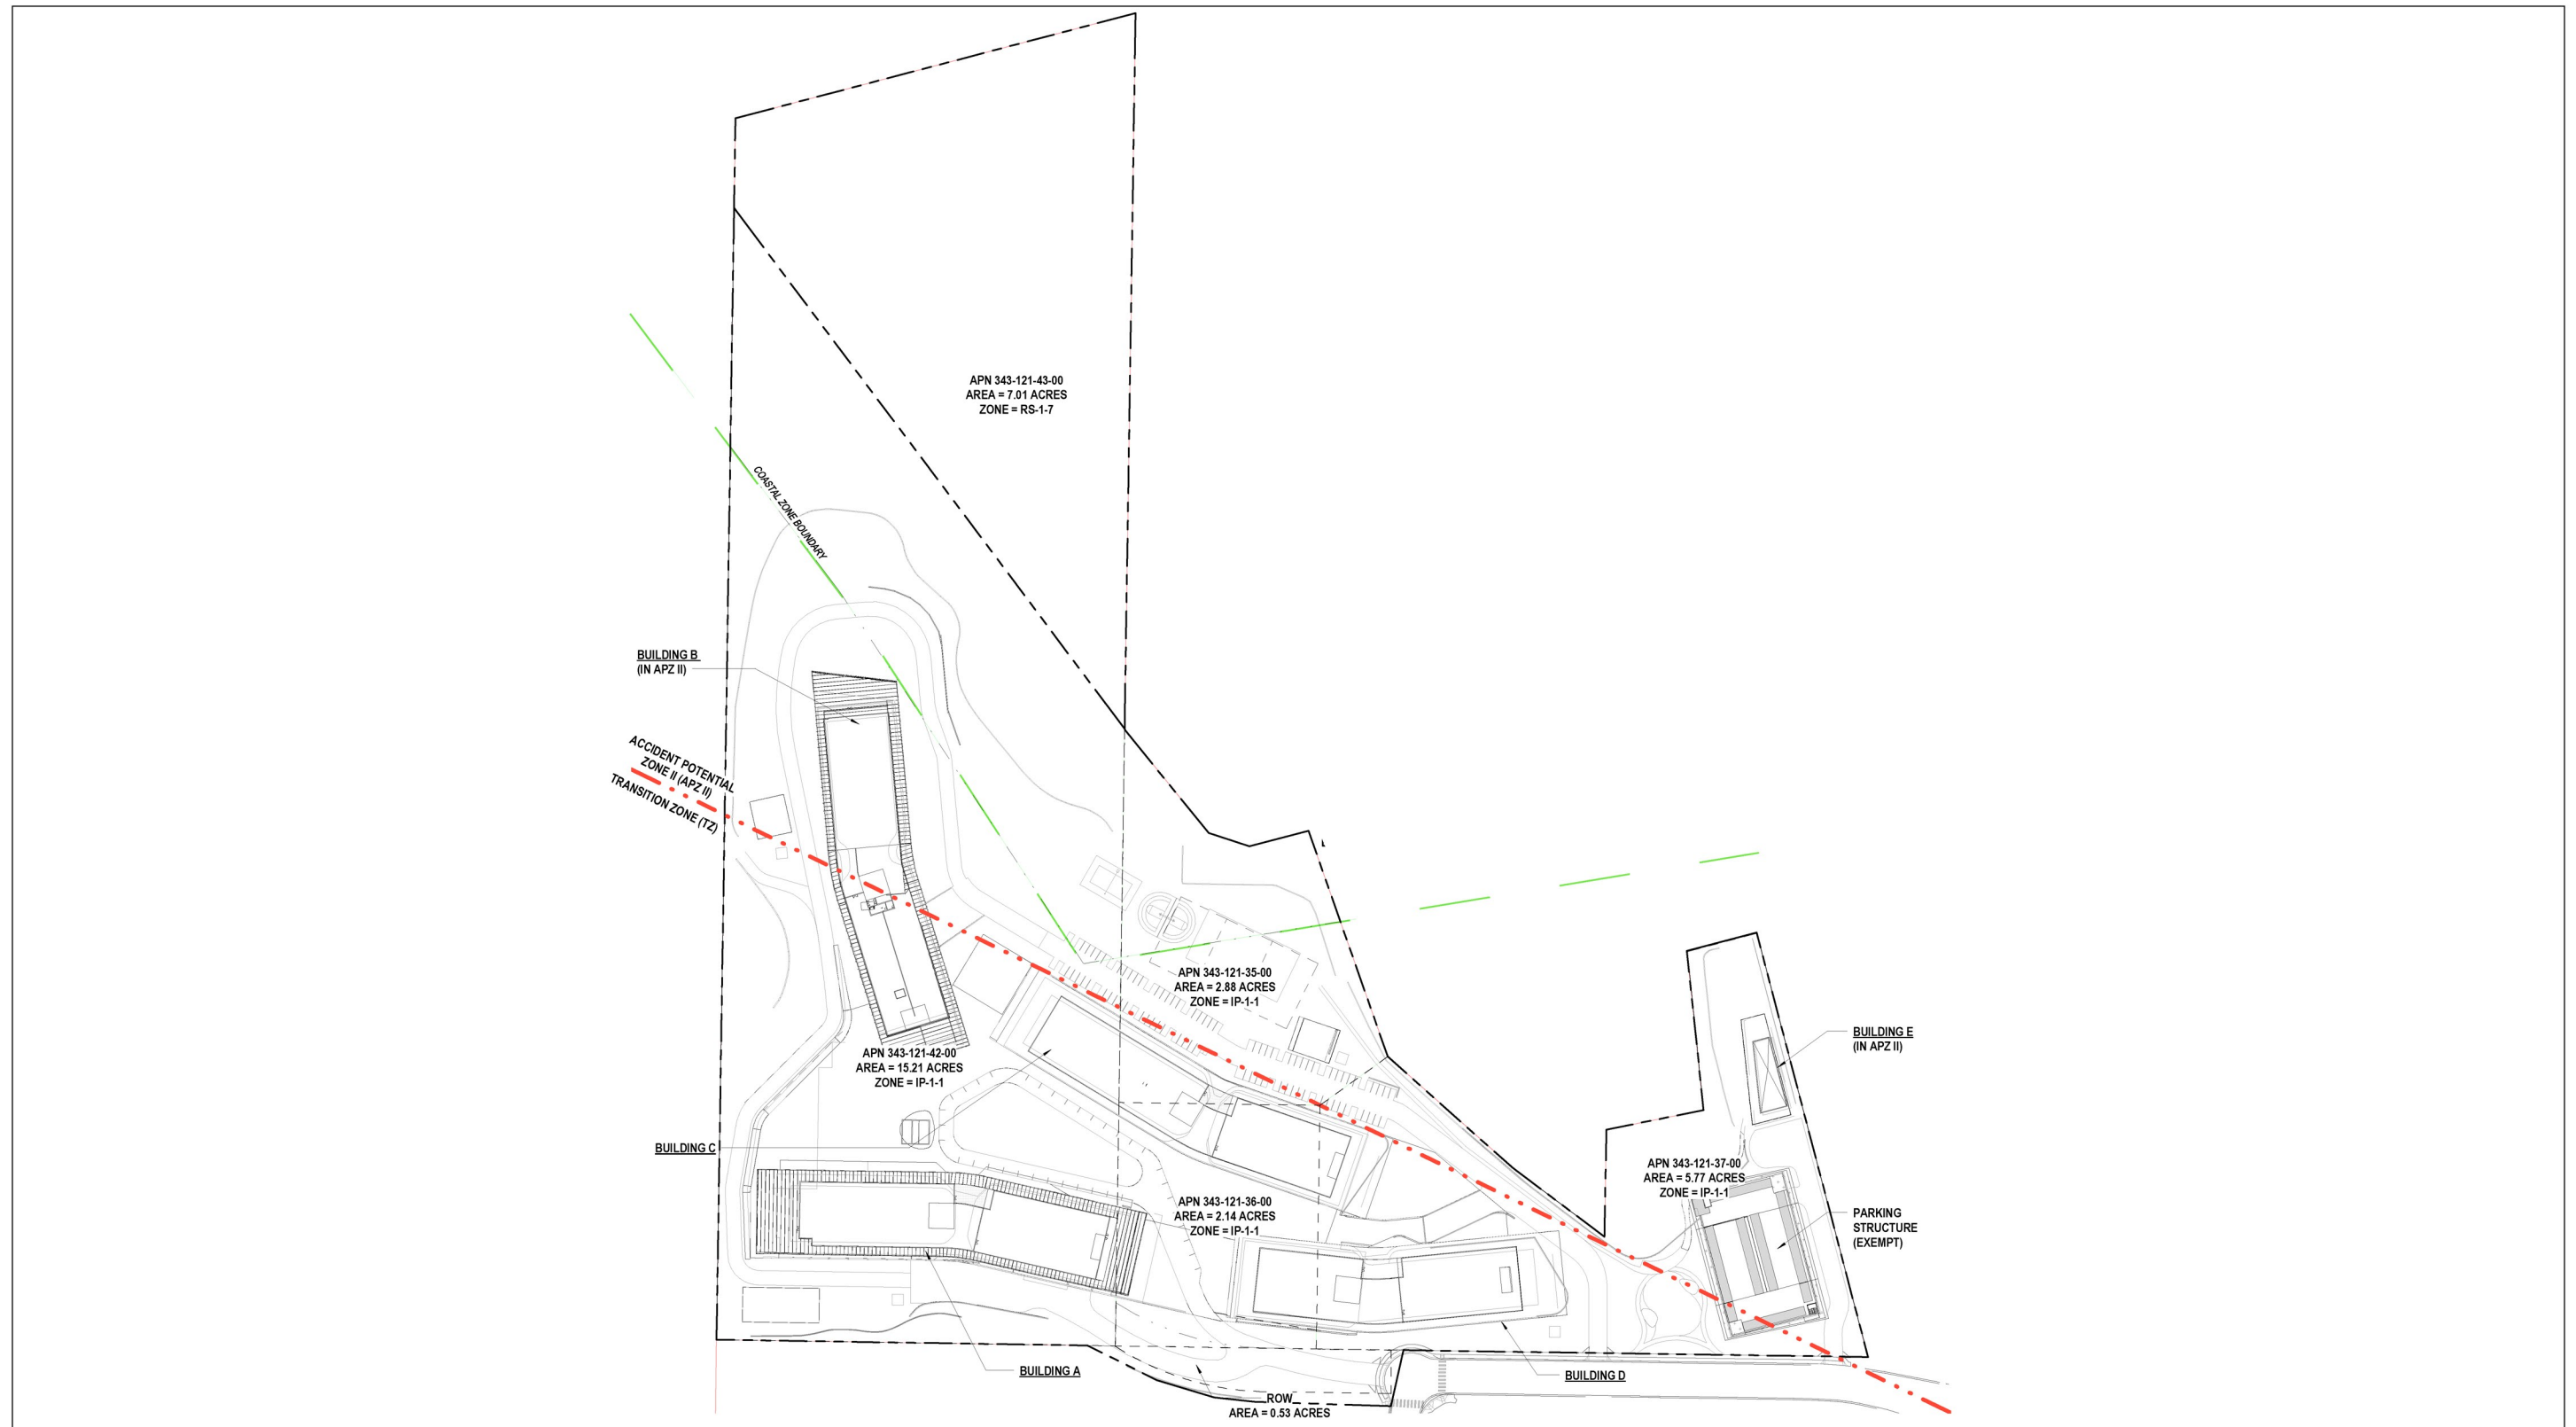 APN 343-121-43-00
AREA = 7.01 ACRES
ZONE = RS-1-7
COASTAL ZONE BOUNDARY
BUILDING B
(IN APZ II)
ACCIDENT POTENTIAL
ZONE II (APZ II)
TRANSITION ZONE (TZ)
APN 343-121-35-00
AREA = 2.88 ACRES
ZONE = IP-1-1
BUILDING E
(IN APZ II)
APN 343-121-42-00
AREA = 15.21 ACRES
ZONE = IP-1-1
BUILDING C
APN 343-121-37-00
AREA = 5.77 ACRES
ZONE = IP-1-1
APN 343-121-36-00
AREA = 2.14 ACRES
ZONE = IP-1-1
PARKING
STRUCTURE
(EXEMPT)
BUILDING A
BUILDING D
ROW
AREA = 0.53 ACRES